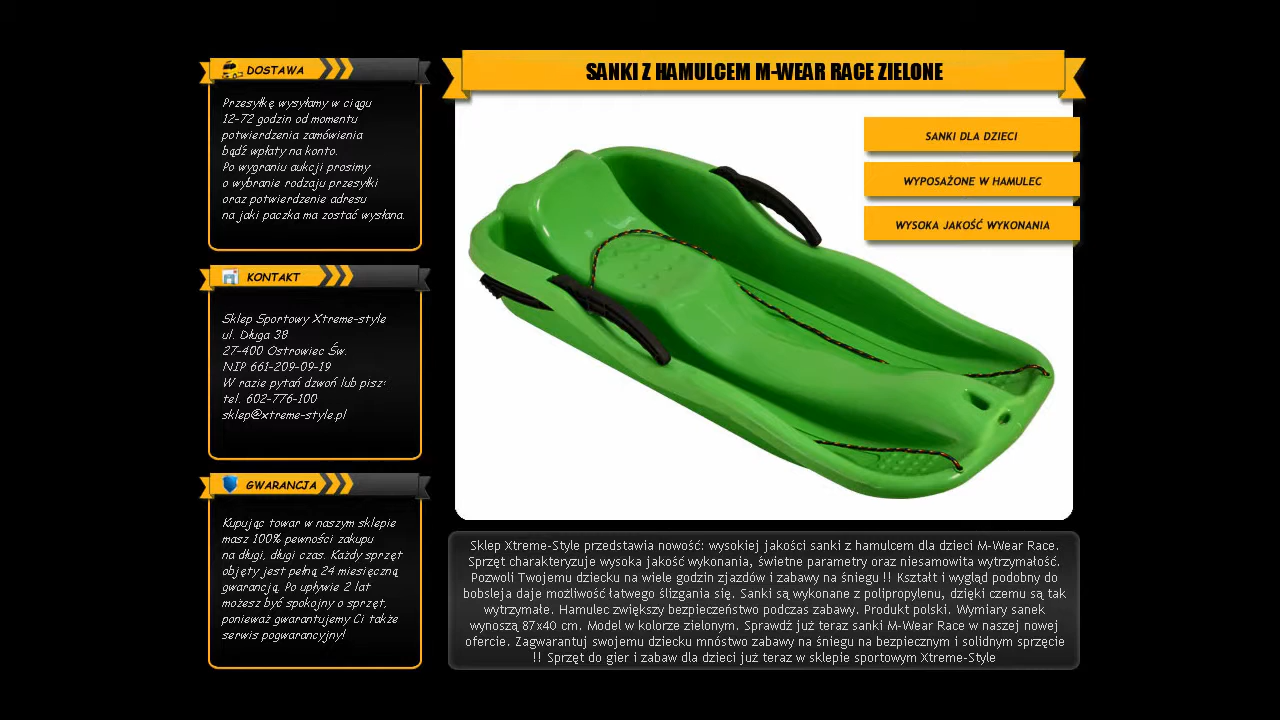 DOSTAWA
Przesyłkę wysyłamy w ciągu
12-72 godzin od momentu
potwierdzenia zamówienia
bądź wpłaty na konto.
Po wygraniu aukcji prosimy
o wybranie rodzaju przesyłki
oraz potwierdzenie adresu
na jaki paczka ma zostać wysłana.
KONTAKT
Sklep Sportowy Xtreme-style
ul. Długa 38
27-400 Ostrowiec Św.
NIP 661-209-09-19
W razie pytań dzwoń lub pisz:
tel. 602-776-100
sklep@xtreme-style.pl
GWARANCJA
Kupując towar w naszym sklepie
masz 100% pewności zakupu
na długi, długi czas. Każdy sprzęt
objęty jest pełną 24 miesięczną
gwarancją. Po upływie 2 lat
możesz być spokojny o sprzęt,
ponieważ gwarantujemy Ci także
serwis pogwarancyjny!
SANKI Z HAMULCEM M-WEAR RACE ZIELONE
SANKI DLA DZIECI
WYPOSAŻONE W HAMULEC
WYSOKA JAKOŚĆ WYKONANIA
Sklep Xtreme-Style przedstawia nowość: wysokiej jakości sanki z hamulcem dla dzieci M-Wear Race.
Sprzęt charakteryzuje wysoka jakość wykonania, świetne parametry oraz niesamowita wytrzymałość.
Pozwoli Twojemu dziecku na wiele godzin zjazdów i zabawy na śniegu !! Kształt i wygląd podobny do
bobsleja daje możliwość łatwego ślizgania się. Sanki są wykonane z polipropylenu, dzięki czemu są tak
wytrzymałe. Hamulec zwiększy bezpieczeństwo podczas zabawy. Produkt polski. Wymiary sanek
wynoszą 87x40 cm. Model w kolorze zielonym. Sprawdź już teraz sanki M-Wear Race w naszej nowej
ofercie. Zagwarantuj swojemu dziecku mnóstwo zabawy na śniegu na bezpiecznym i solidnym sprzęcie
!! Sprzęt do gier i zabaw dla dzieci już teraz w sklepie sportowym Xtreme-Style